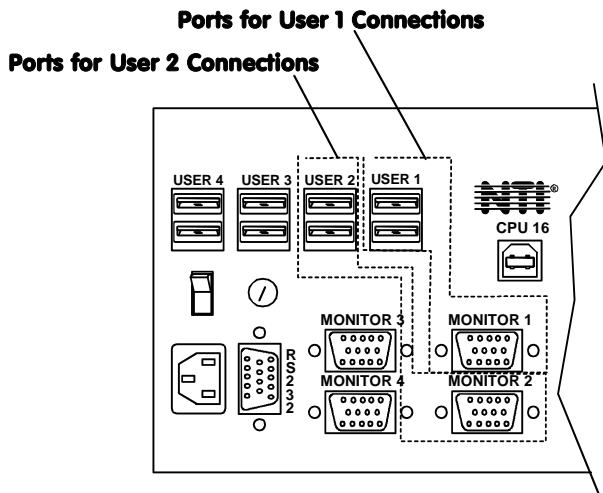 Ports for User 1 Connections
Ports for User 2 Connections
USER 4 USER 3 USER 2 USER 1
NTI®
CPU 16
MONITOR 3 MONITOR 1
RS232
MONITOR 4 MONITOR 2